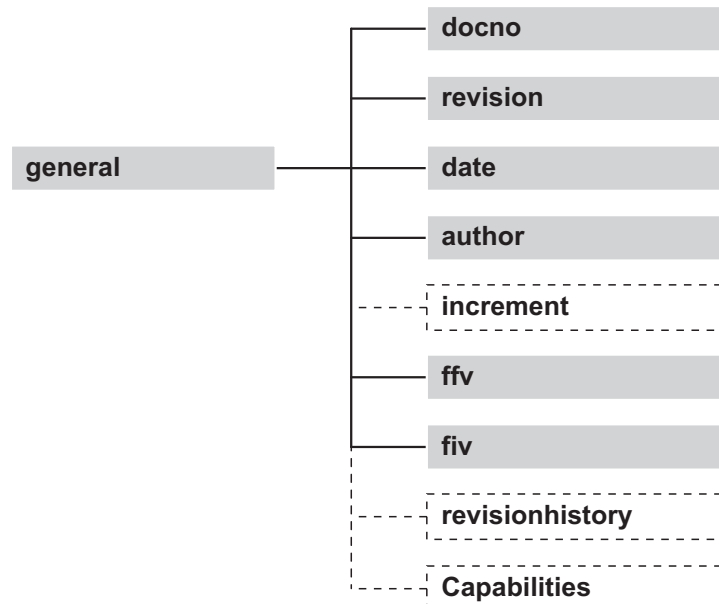 docno
revision
general
date
author
increment
ffv
fiv
revisionhistory
Capabilities